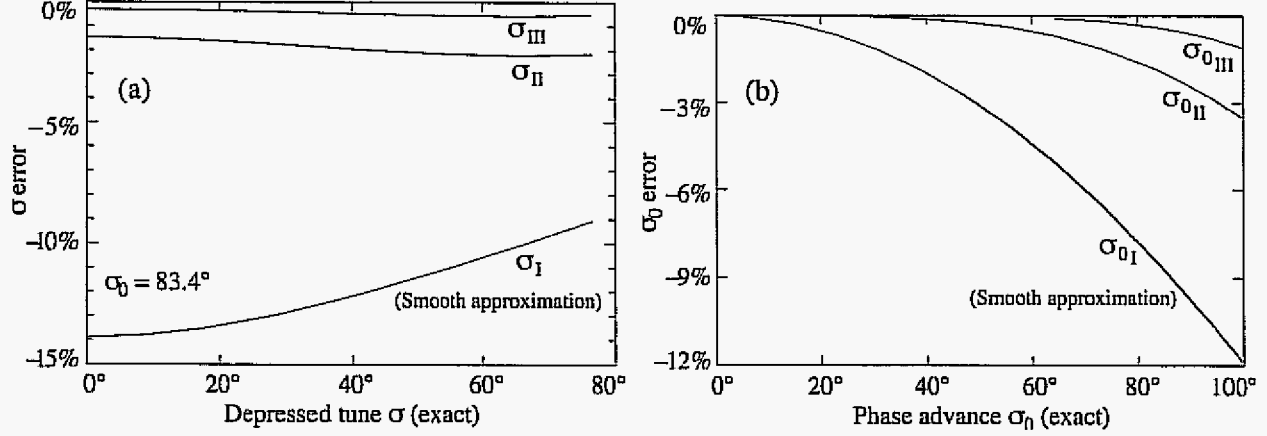 0%
−5%
−10%
−15%
σ error
(a)
σIII
σII
σI
σ0 = 83.4°
(Smooth approximation)
0° 20° 40° 60° 80°
Depressed tune σ (exact)
0%
−3%
−6%
−9%
−12%
σ0 error
(b)
σ0III
σ0II
σ0I
(Smooth approximation)
0° 20° 40° 60° 80° 100°
Phase advance σ0 (exact)